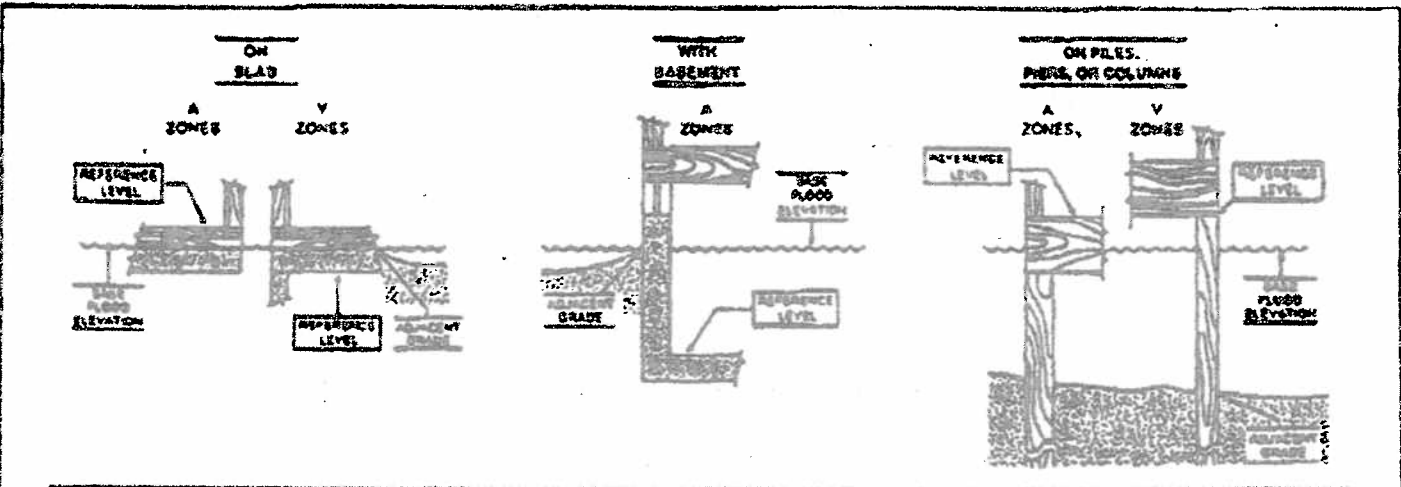 ON
SLAB
A
ZONES
V
ZONES
REFERENCE
LEVEL
BASE
FLOOD
ELEVATION
REFERENCE
LEVEL
ADJACENT
GRADE
WITH
BASEMENT
A
ZONES
BASE
FLOOD
ELEVATION
ADJACENT
GRADE
REFERENCE
LEVEL
ON PILES,
PIERS, OR COLUMNS
A
ZONES
V
ZONES
REFERENCE
LEVEL
REFERENCE
LEVEL
BASE
FLOOD
ELEVATION
ADJACENT
GRADE